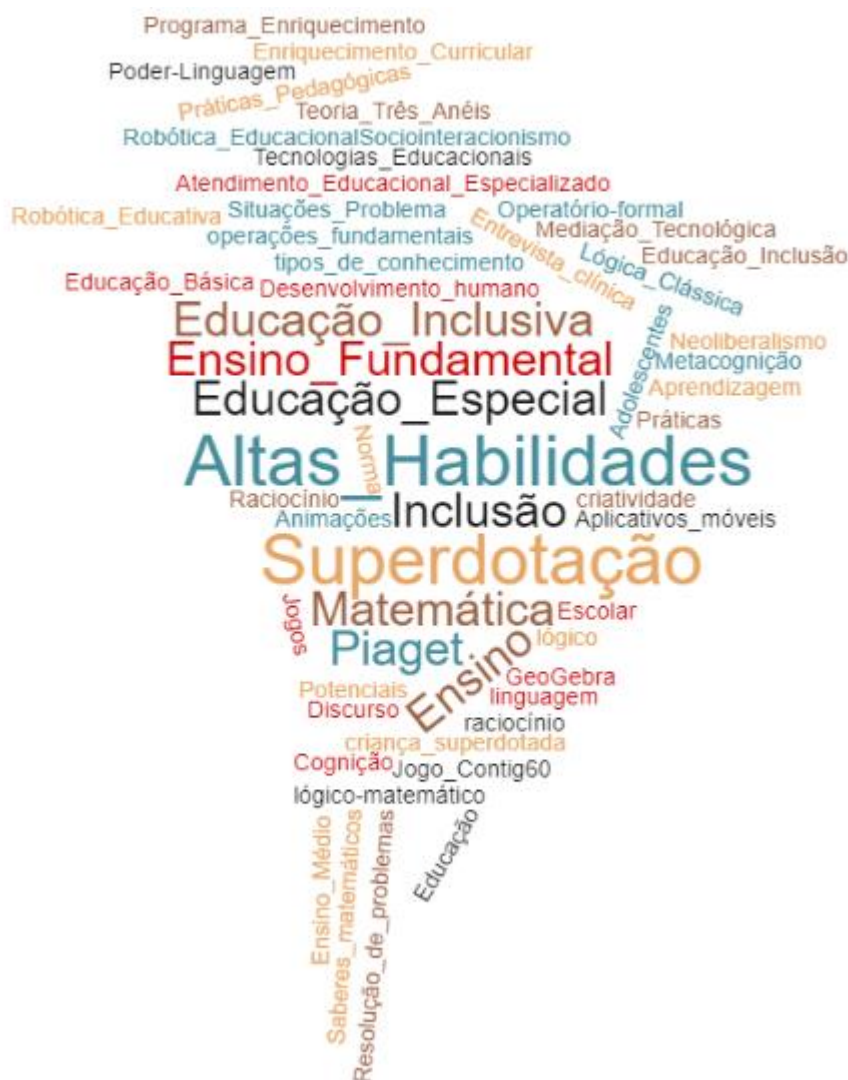 Programa_Enriquecimento
Enriquecimento_Curricular
Poder-Linguagem
Práticas_Pedagógicas
Teoria_Três_Anéis
Robótica_Educacional
Sociointeracionismo
Tecnologias_Educacionais
Atendimento_Educacional_Especializado
Robótica_Educativa
Situações_Problema
Operatório-formal
operações_fundamentais
Entrevista_clínica
Mediação_Tecnológica
Lógica_Clássica
Educação_Inclusão
tipos_de_conhecimento
Educação_Básica
Desenvolvimento_humano
Educação_Inclusiva
Adolescentes
Neoliberalismo
Ensino_Fundamental
Metacognição
Aprendizagem
Educação_Especial
Práticas
Norma
Altas_Habilidades
Raciocínio
criatividade
Animações
Inclusão
Aplicativos_móveis
Superdotação
Jogos
Matemática
Escolar
Piaget
Ensino
lógico
GeoGebra
Potenciais
linguagem
Discurso
raciocínio
criança_superdotada
Cognição
Jogo_Contig60
lógico-matemático
Ensino_Médio
Saberes_matemáticos
Resolução_de_problemas
Educação